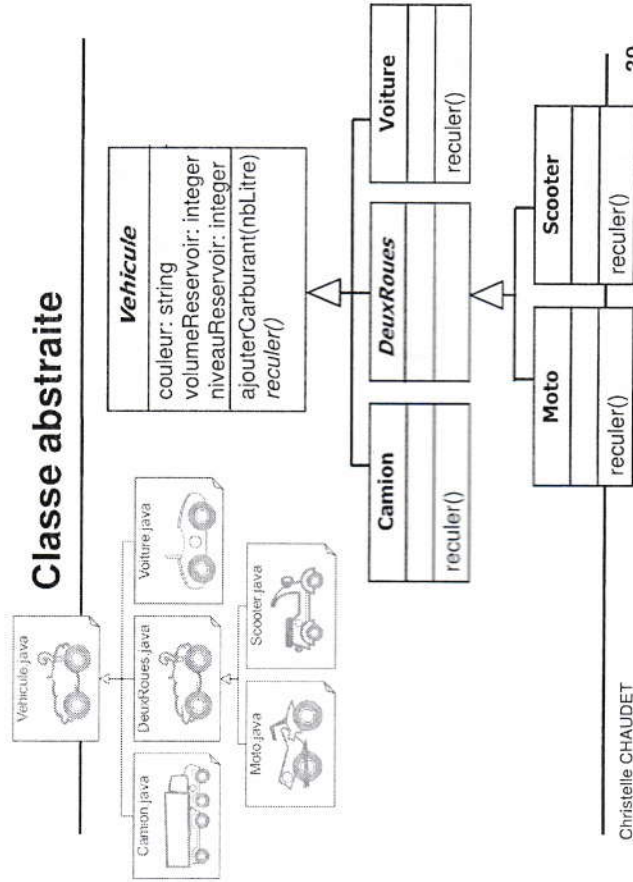 Classe abstraite
Vehicule.java
Camion.java
DeuxRoues.java
Voiture.java
Moto.java
Scooter.java
Vehicule
couleur: string
volumeReservoir: integer
niveauReservoir: integer
ajouterCarburant(nbLitre)
reculer()
Camion
reculer()
DeuxRoues
Voiture
reculer()
Moto
reculer()
Scooter
reculer()
Christelle CHAUDET